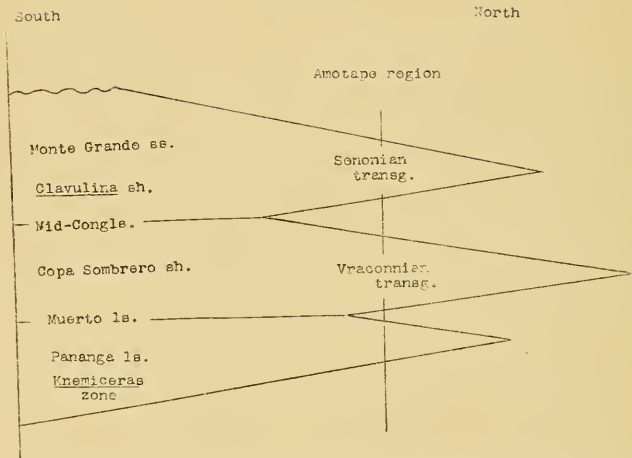 South
North
Amotape region
Monte Grande ss.
Senonian
transg.
Clavulina sh.
Mid-Congls.
Copa Sombrero sh.
Vraconnian
transg.
Muerto ls.
Pananga ls.
Knemiceras
zone